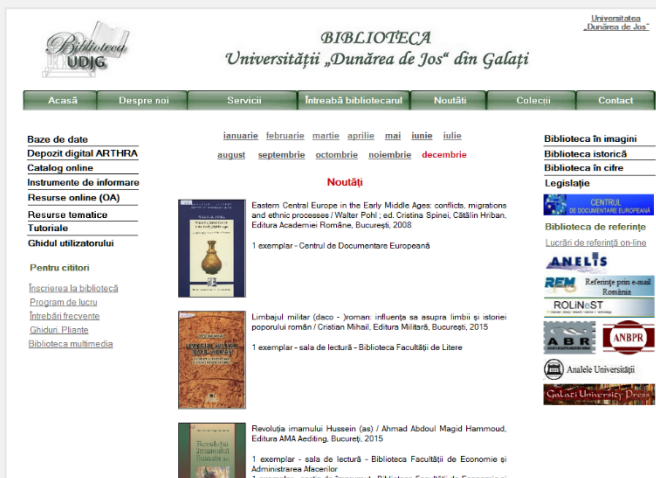 Biblioteca
UDJG
BIBLIOTECA
Universității „Dunărea de Jos” din Galați
Universitatea
„Dunărea de Jos”
Acasă Despre noi Servicii Întreabă bibliotecarul Noutăți Colecții Contact
Baze de date
Depozit digital ARTHRA
Catalog online
Instrumente de informare
Resurse online (OA)
Resurse tematice
Tutoriale
Ghidul utilizatorului
Pentru cititori
Înscrierea la bibliotecă
Program de lucru
Întrebări frecvente
Ghiduri. Pliante
Biblioteca multimedia
ianuarie februarie martie aprilie mai iunie iulie
august septembrie octombrie noiembrie decembrie
Noutăți
Eastern Central Europe in the Early Middle Ages: conflicts, migrations
and ethnic processes / Walter Pohl ; ed. Cristina Spinei, Cătălin Hriban,
Editura Academiei Române, București, 2008
1 exemplar - Centrul de Documentare Europeană
Limbajul militar (daco - )roman: influența sa asupra limbii și istoriei
poporului român / Cristian Mihail, Editura Militară, București, 2015
1 exemplar - sala de lectură - Biblioteca Facultății de Litere
Revoluția
imamului
Revoluția imamului Hussein (as) / Ahmad Abdoul Magid Hammoud,
Editura AMA Aediting, Bucureți, 2015
1 exemplar - sala de lectură - Biblioteca Facultății de Economie și
Administrarea Afacerilor
Biblioteca în imagini
Biblioteca istorică
Biblioteca în cifre
Legislație
CENTRUL
DE DOCUMENTARE EUROPEANĂ
Biblioteca de referințe
Lucrări de referință on-line
ANELIS
REM Referințe prin e-mail
România
ROLiNeST
ABR ANBPR
Analele Universității
Galati University Press